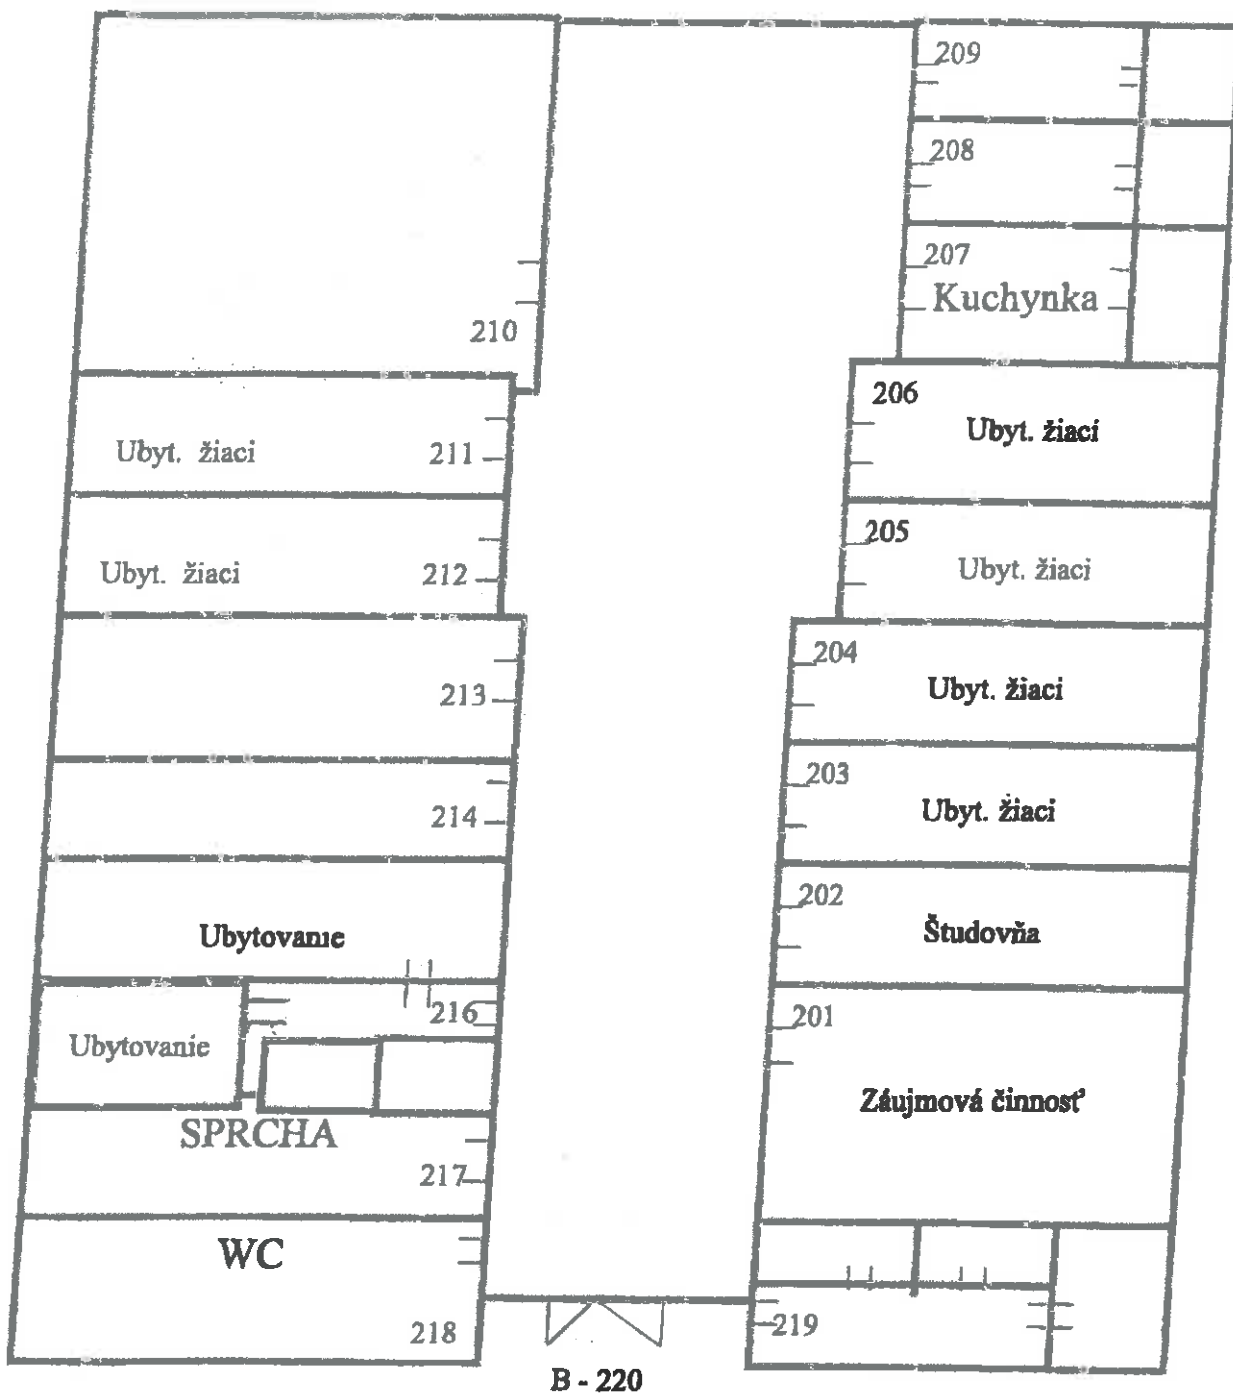 209
208
207
Kuchynka
210
206
Ubyt. žiaci
Ubyt. žiaci
211
205
Ubyt. žiaci
Ubyt. žiaci
212
204
Ubyt. žiaci
213
203
Ubyt. žiaci
214
202
Študovňa
Ubytovanie
216
201
Ubytovanie
Záujmová činnosť
SPRCHA
217
WC
218
219
B - 220